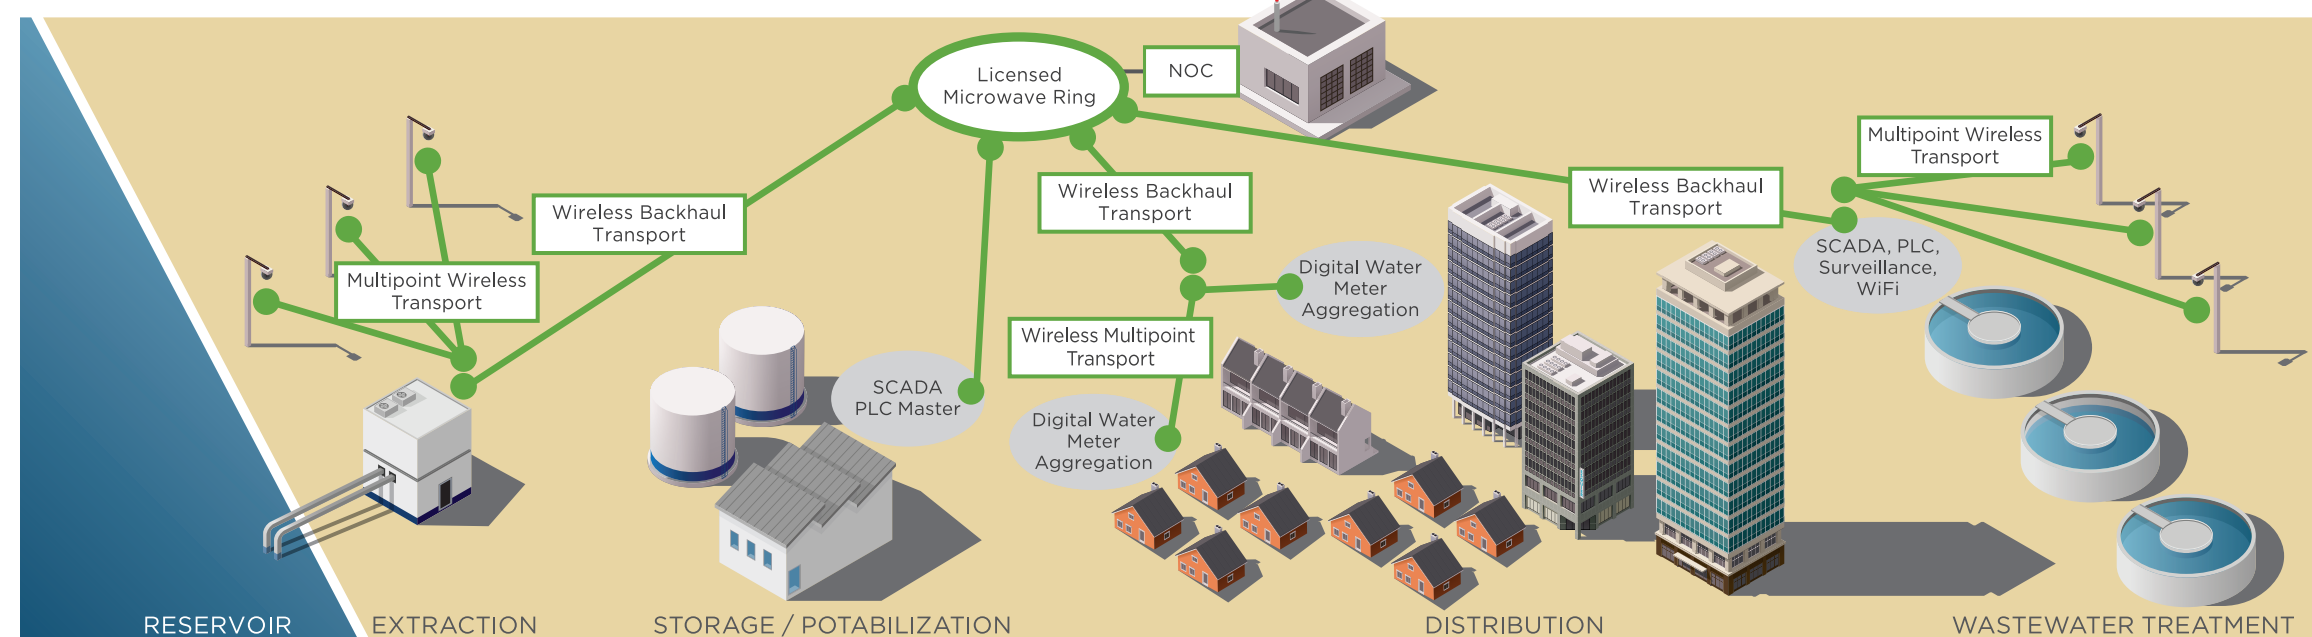 Licensed
Microwave Ring
NOC
Multipoint Wireless
Transport
Wireless Backhaul
Transport
Wireless Backhaul
Transport
Wireless Backhaul
Transport
Multipoint Wireless
Transport
SCADA, PLC,
Surveillance,
WiFi
Digital Water
Meter
Aggregation
Wireless Multipoint
Transport
SCADA
PLC Master
Digital Water
Meter
Aggregation
RESERVOIR
EXTRACTION
STORAGE / POTABILIZATION
DISTRIBUTION
WASTEWATER TREATMENT